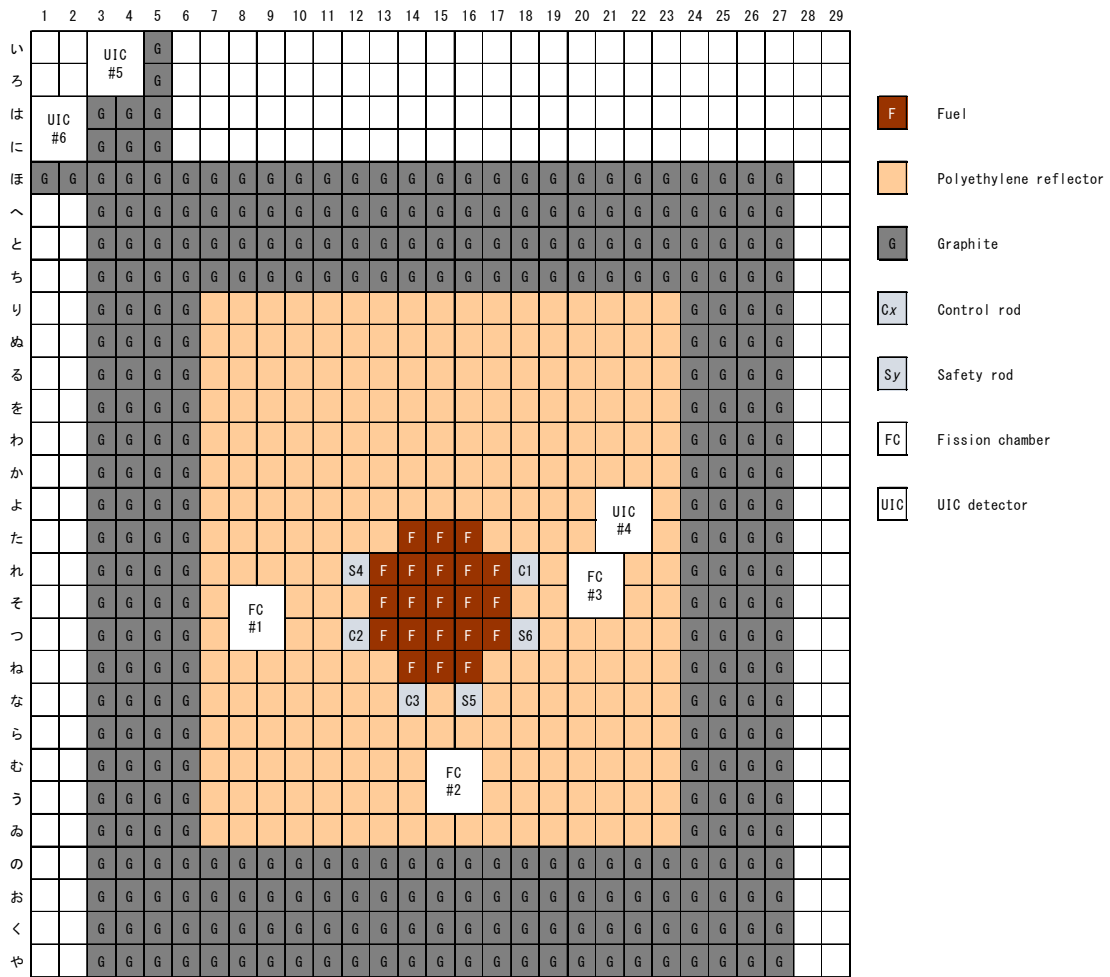 1 2 3 4 5 6 7 8 9 10 11 12 13 14 15 16 17 18 19 20 21 22 23 24 25 26 27 28 29
い UIC G
#5
ろ G
は UIC G G G
#6
に G G G
ほ G G G G G G G G G G G G G G G G G G G G G G G G G G G
へ G G G G G G G G G G G G G G G G G G G G G G G G G
と G G G G G G G G G G G G G G G G G G G G G G G G G
ち G G G G G G G G G G G G G G G G G G G G G G G G G
り G G G G G G G G
ぬ G G G G G G G G
る G G G G G G G G
を G G G G G G G G
わ G G G G G G G G
か G G G G G G G G
よ G G G G UIC G G G G
#4
た G G G G F F F G G G G
れ G G G G S4 F F F F F C1 FC G G G G
#3
そ G G G G FC F F F F F G G G G
#1
つ G G G G C2 F F F F F S6 G G G G
ね G G G G F F F G G G G
な G G G G C3 S5 G G G G
ら G G G G G G G G
む G G G G FC G G G G
#2
う G G G G G G G G
ゐ G G G G G G G G
の G G G G G G G G G G G G G G G G G G G G G G G G G
お G G G G G G G G G G G G G G G G G G G G G G G G G
く G G G G G G G G G G G G G G G G G G G G G G G G G
や G G G G G G G G G G G G G G G G G G G G G G G G G
F Fuel
Polyethylene reflector
G Graphite
Cx Control rod
Sy Safety rod
FC Fission chamber
UIC UIC detector